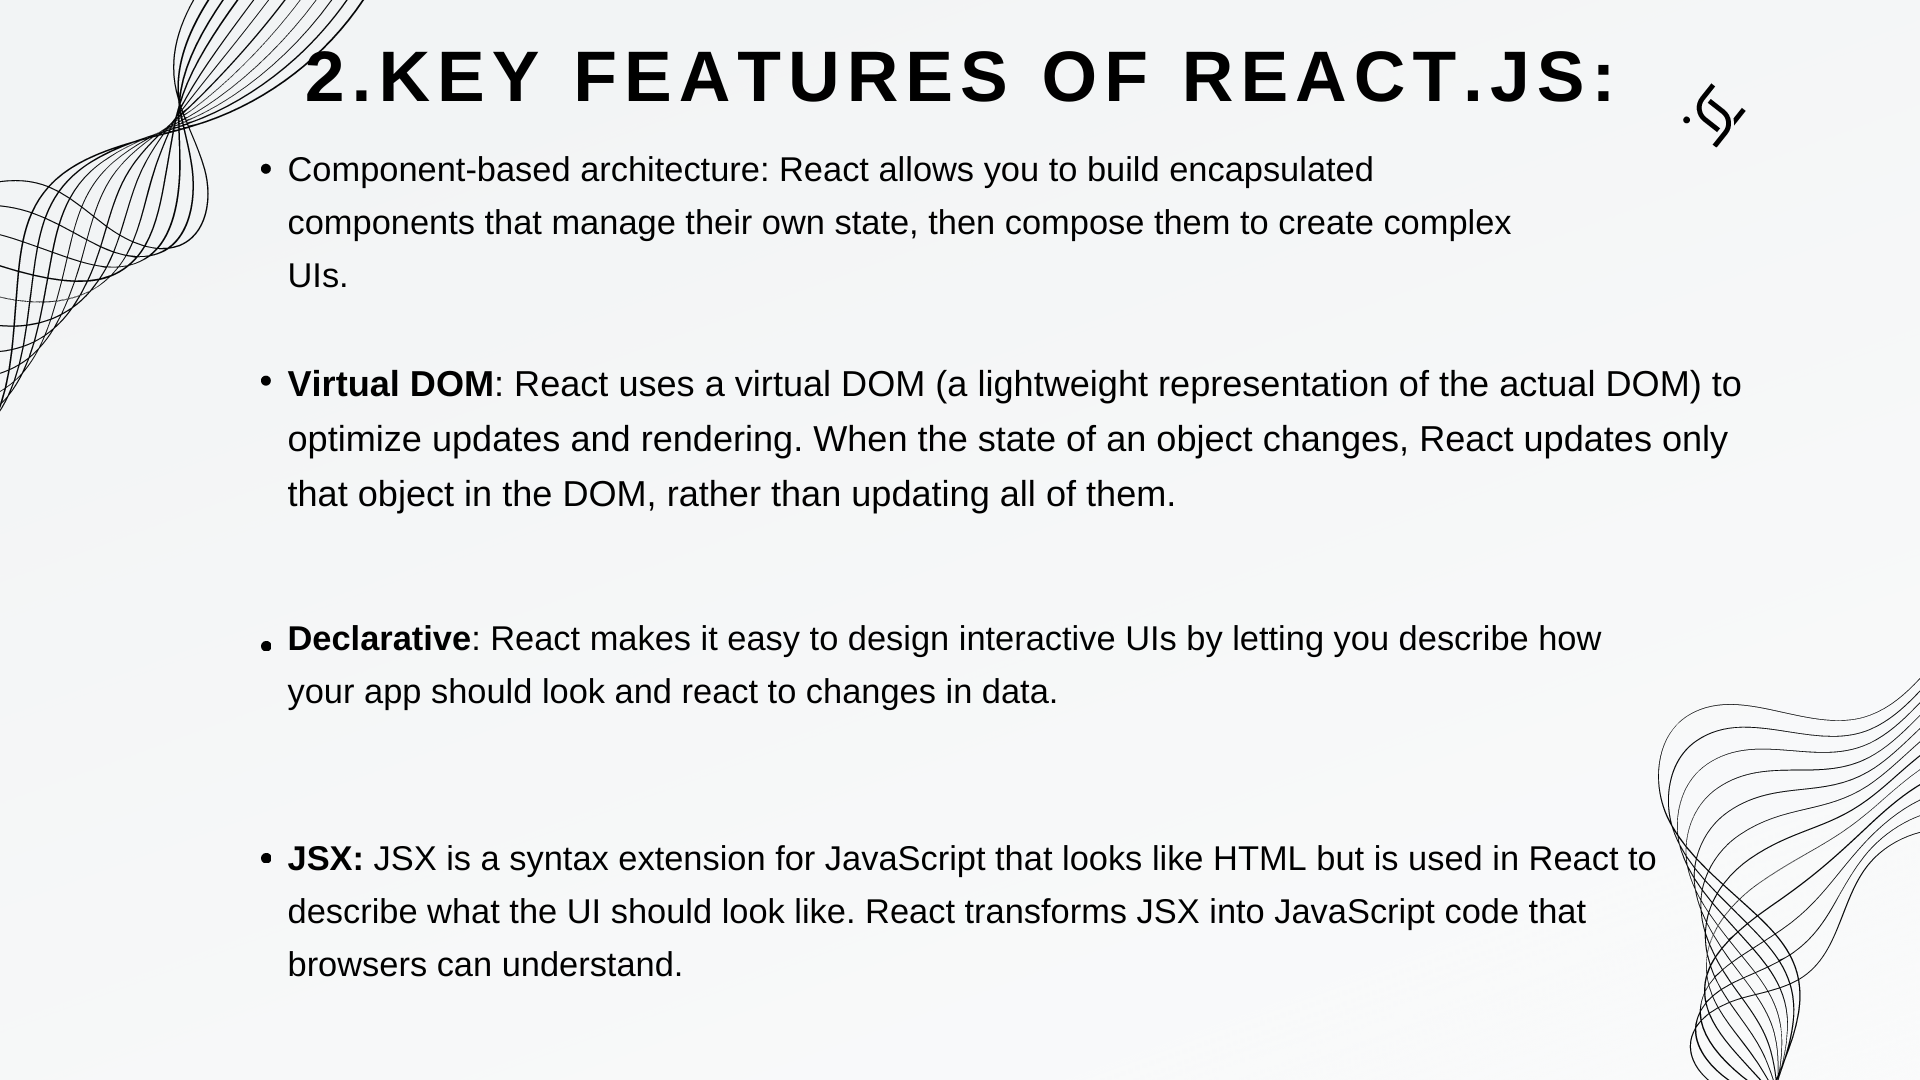 2.KEY FEATURES OF REACT.JS:
• Component-based architecture: React allows you to build encapsulated
components that manage their own state, then compose them to create complex
UIs.
• Virtual DOM: React uses a virtual DOM (a lightweight representation of the actual DOM) to
optimize updates and rendering. When the state of an object changes, React updates only
that object in the DOM, rather than updating all of them.
• Declarative: React makes it easy to design interactive UIs by letting you describe how
your app should look and react to changes in data.
• JSX: JSX is a syntax extension for JavaScript that looks like HTML but is used in React to
describe what the UI should look like. React transforms JSX into JavaScript code that
browsers can understand.